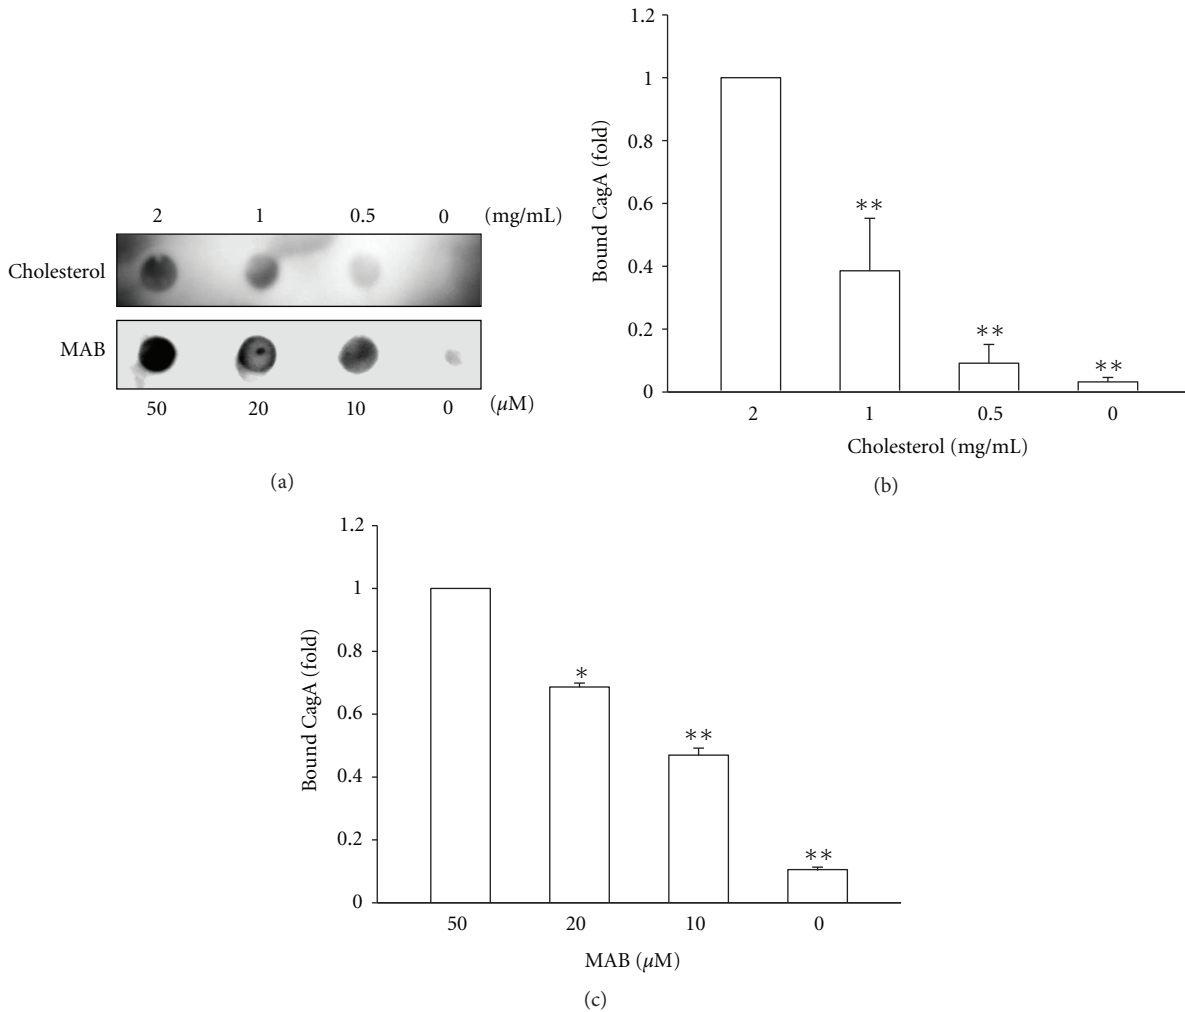 2 1 0.5 0 (mg/mL)
Cholesterol
MAB
50 20 10 0 (μM)
(a)
1.2
1
0.8
0.6
0.4
0.2
0
Bound CagA (fold)
**
**
**
2 1 0.5 0
Cholesterol (mg/mL)
(b)
1.2
1
0.8
0.6
0.4
0.2
0
Bound CagA (fold)
*
**
**
50 20 10 0
MAB (μM)
(c)